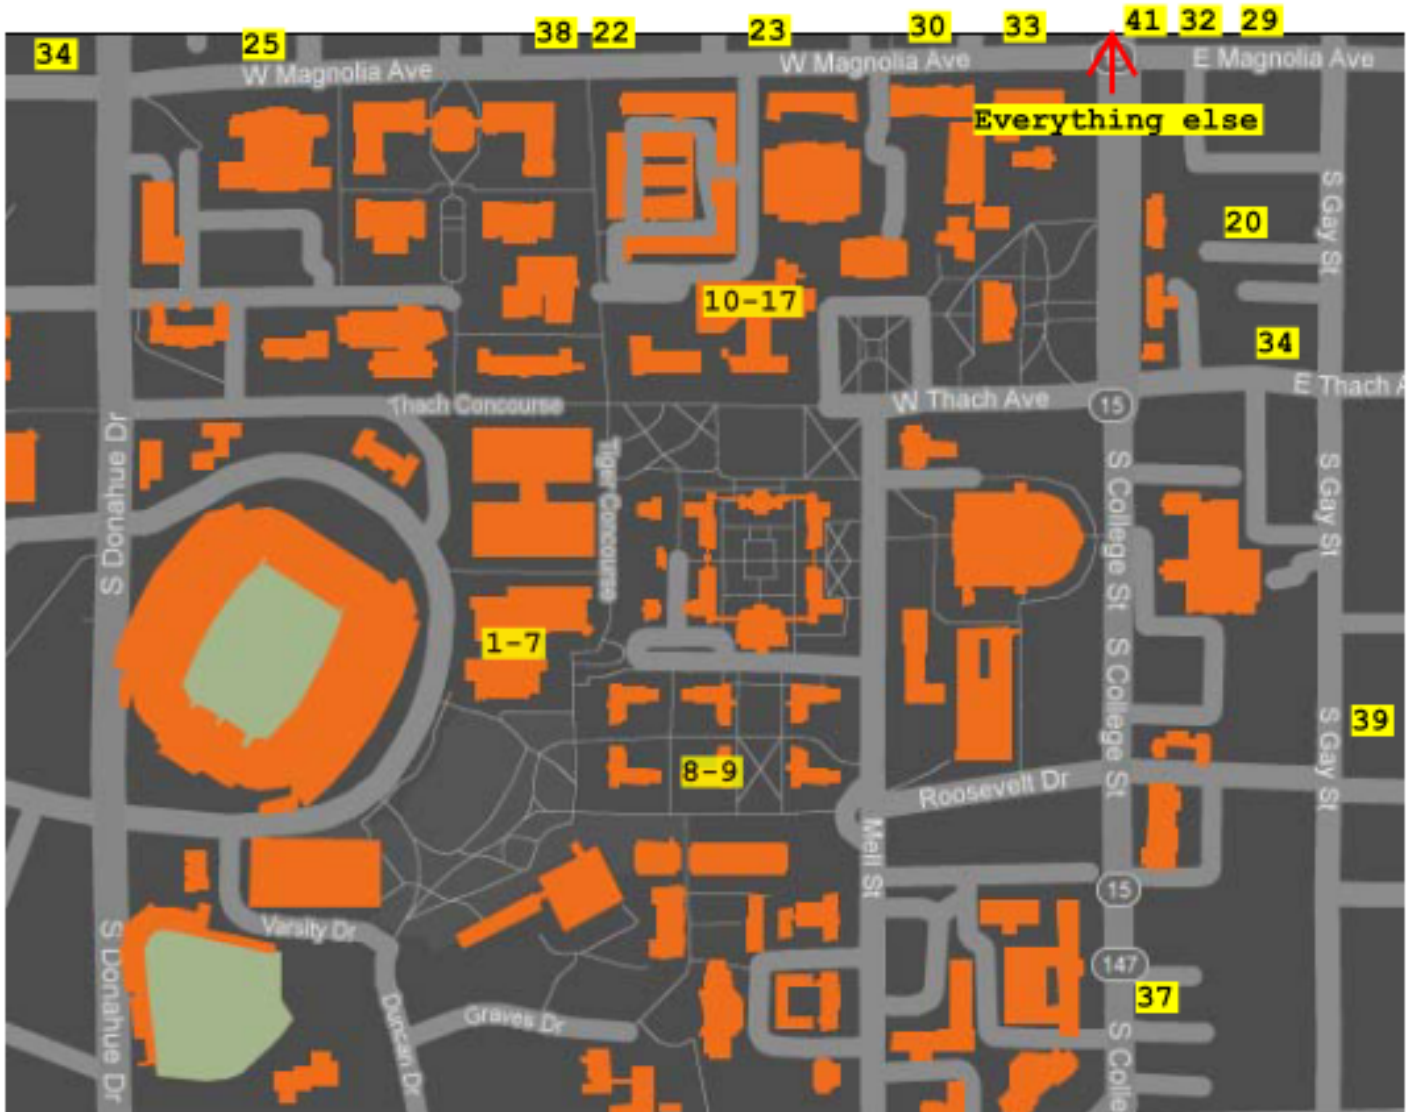 34
25
38
22
23
30
33
41
32
29
W Magnolia Ave
W Magnolia Ave
E Magnolia Ave
Everything else
S Gay St
20
10-17
34
Thach Concourse
W Thach Ave
15
E Thach A
S Donahue Dr
Tiger Concourse
S College St
S Gay St
1-7
S College St
8-9
39
S Gay St
Roosevelt Dr
Mell St
15
Varsity Dr
S Donahue Dr
147
37
Graves Dr
Duncan Dr
S Colle